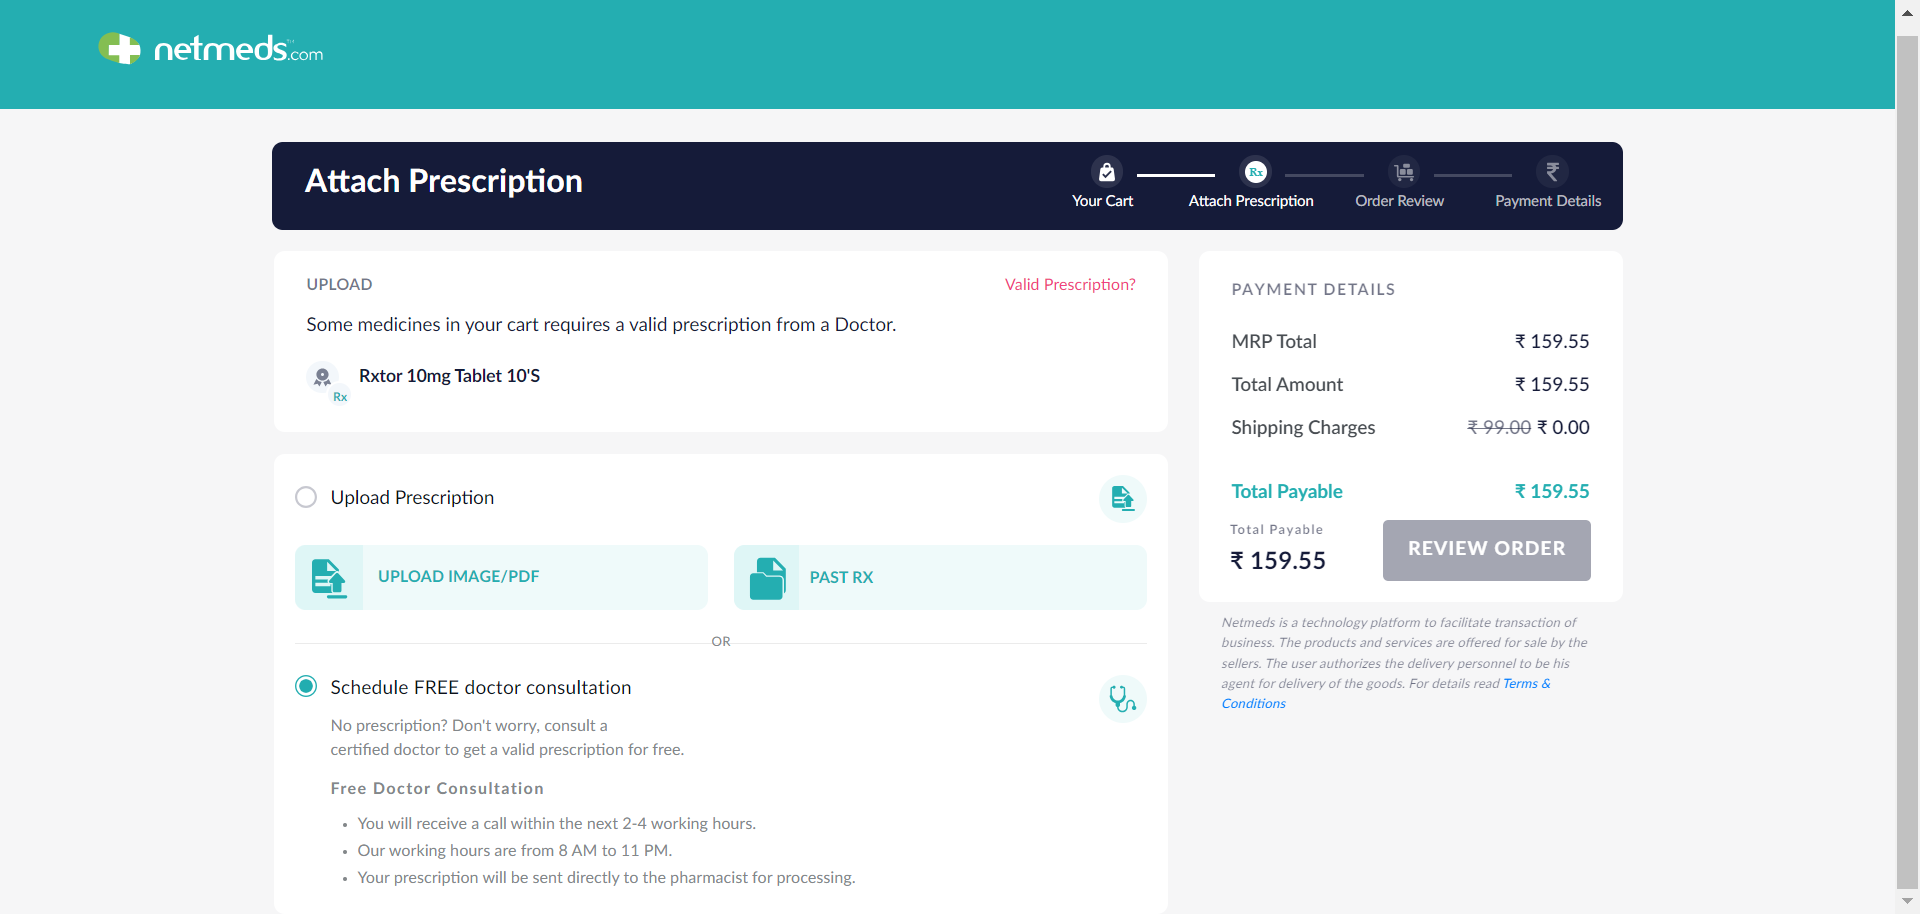 netmeds.com
Attach Prescription
Rx
₹
Your Cart
Attach Prescription
Order Review
Payment Details
UPLOAD
Valid Prescription?
Some medicines in your cart requires a valid prescription from a Doctor.
Rxtor 10mg Tablet 10'S
Rx
Upload Prescription
UPLOAD IMAGE/PDF
PAST RX
OR
Schedule FREE doctor consultation
No prescription? Don't worry, consult a
certified doctor to get a valid prescription for free.
Free Doctor Consultation
• You will receive a call within the next 2-4 working hours.
• Our working hours are from 8 AM to 11 PM.
• Your prescription will be sent directly to the pharmacist for processing.
PAYMENT DETAILS
MRP Total ₹ 159.55
Total Amount ₹ 159.55
Shipping Charges ₹ 99.00 ₹ 0.00
Total Payable ₹ 159.55
Total Payable
₹ 159.55
REVIEW ORDER
Netmeds is a technology platform to facilitate transaction of
business. The products and services are offered for sale by the
sellers. The user authorizes the delivery personnel to be his
agent for delivery of the goods. For details read Terms &
Conditions